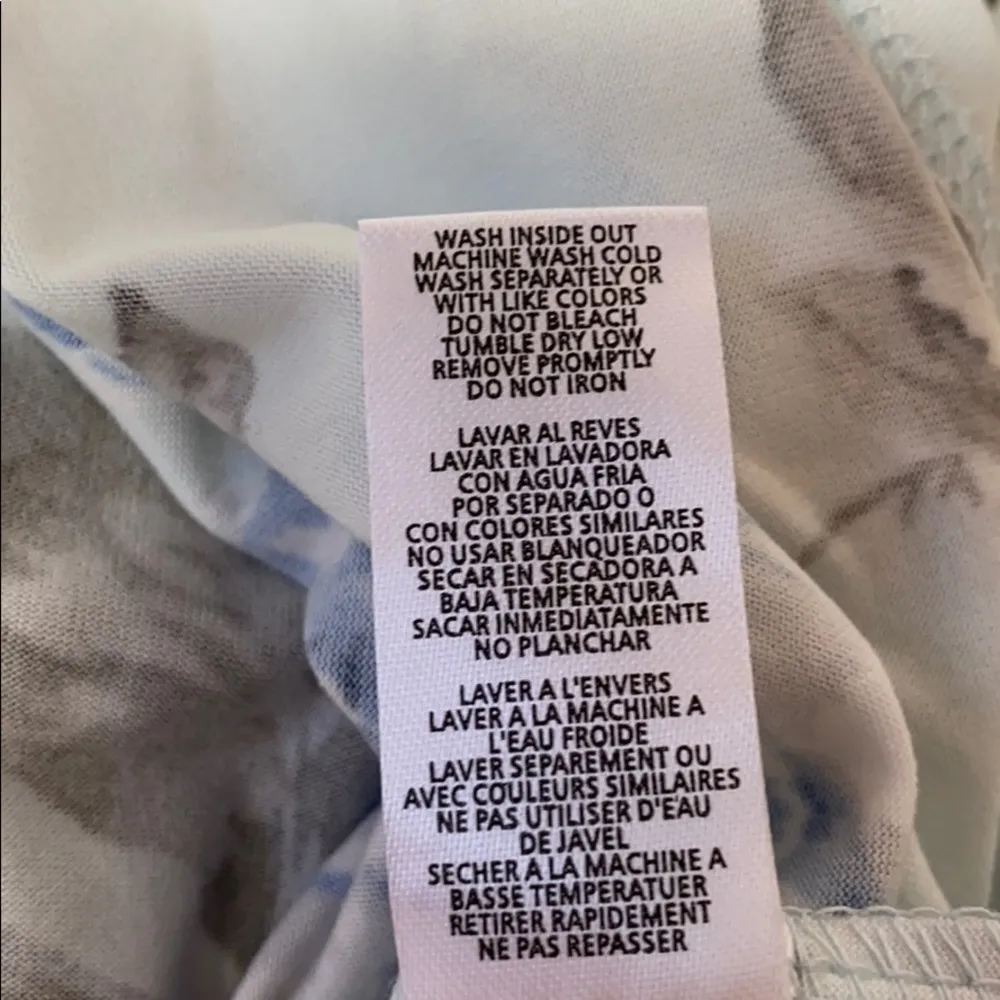 WASH INSIDE OUT
MACHINE WASH COLD
WASH SEPARATELY OR
WITH LIKE COLORS
DO NOT BLEACH
TUMBLE DRY LOW
REMOVE PROMPTLY
DO NOT IRON
LAVAR AL REVES
LAVAR EN LAVADORA
CON AGUA FRIA
POR SEPARADO O
CON COLORES SIMILARES
NO USAR BLANQUEADOR
SECAR EN SECADORA A
BAJA TEMPERATURA
SACAR INMEDIATAMENTE
NO PLANCHAR
LAVER A L'ENVERS
LAVER A LA MACHINE A
L'EAU FROIDE
LAVER SEPAREMENT OU
AVEC COULEURS SIMILAIRES
NE PAS UTILISER D'EAU
DE JAVEL
SECHER A LA MACHINE A
BASSE TEMPERATUER
RETIRER RAPIDEMENT
NE PAS REPASSER